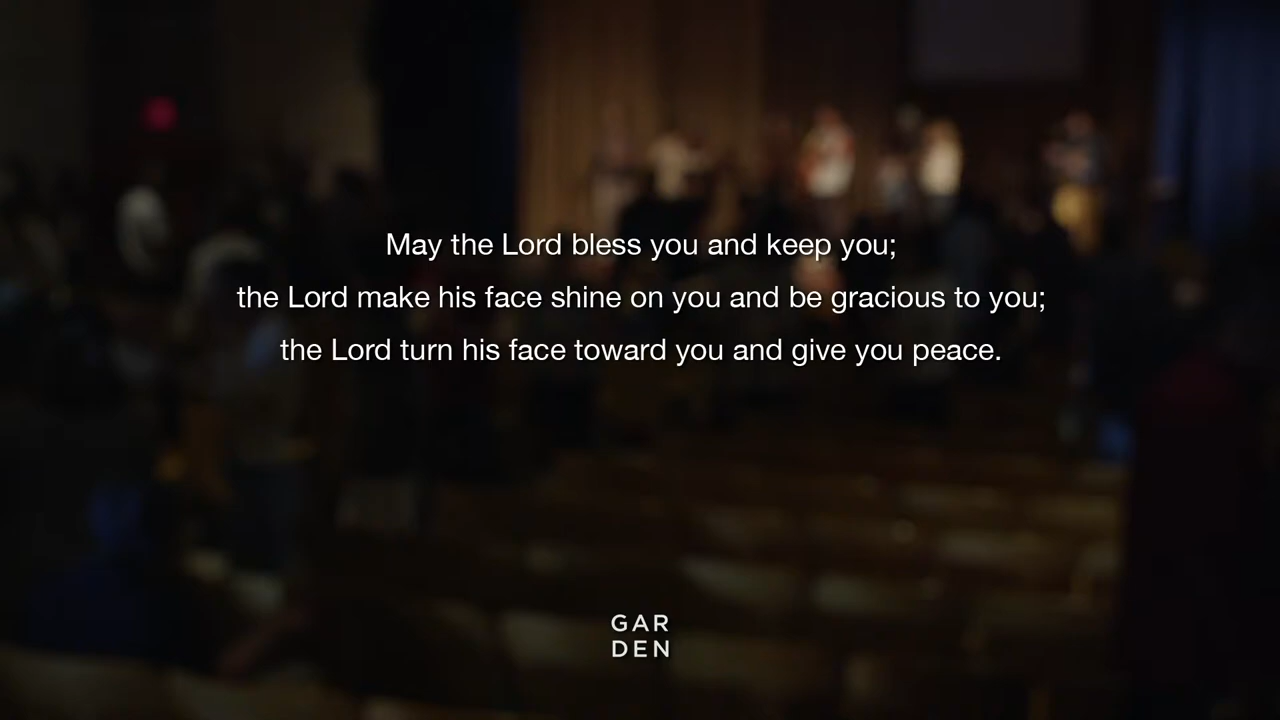 May the Lord bless you and keep you;
the Lord make his face shine on you and be gracious to you;
the Lord turn his face toward you and give you peace.
GAR
DEN